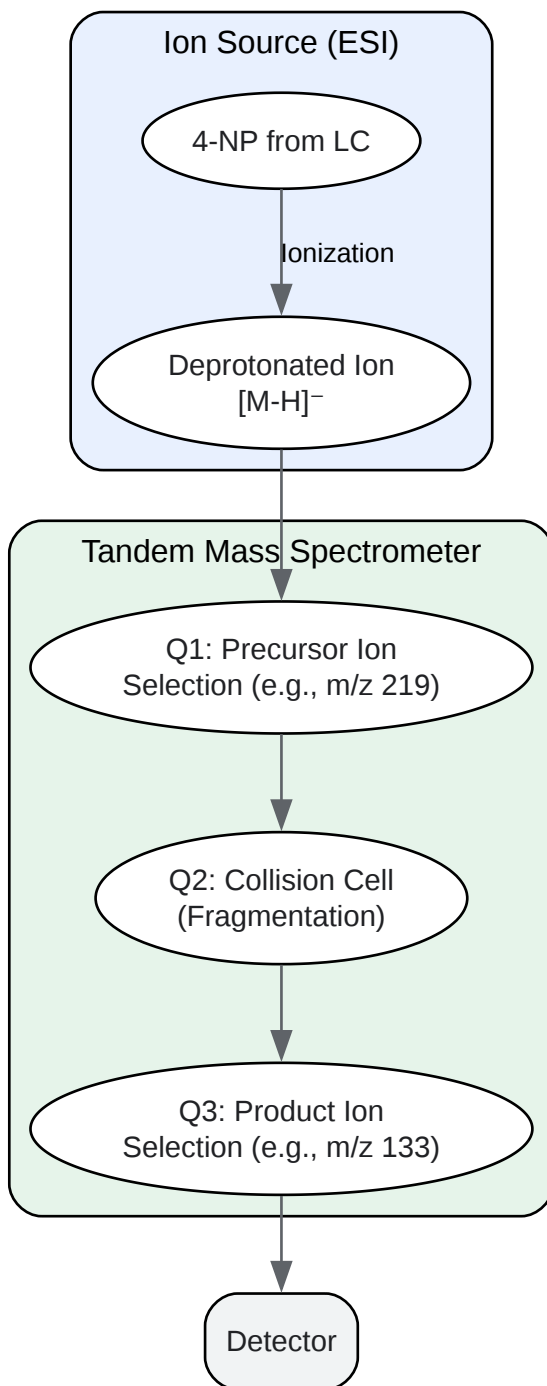 Ion Source (ESI)
4-NP from LC
Ionization
Deprotonated Ion
[M-H]⁻
Tandem Mass Spectrometer
Q1: Precursor Ion
Selection (e.g., m/z 219)
Q2: Collision Cell
(Fragmentation)
Q3: Product Ion
Selection (e.g., m/z 133)
Detector